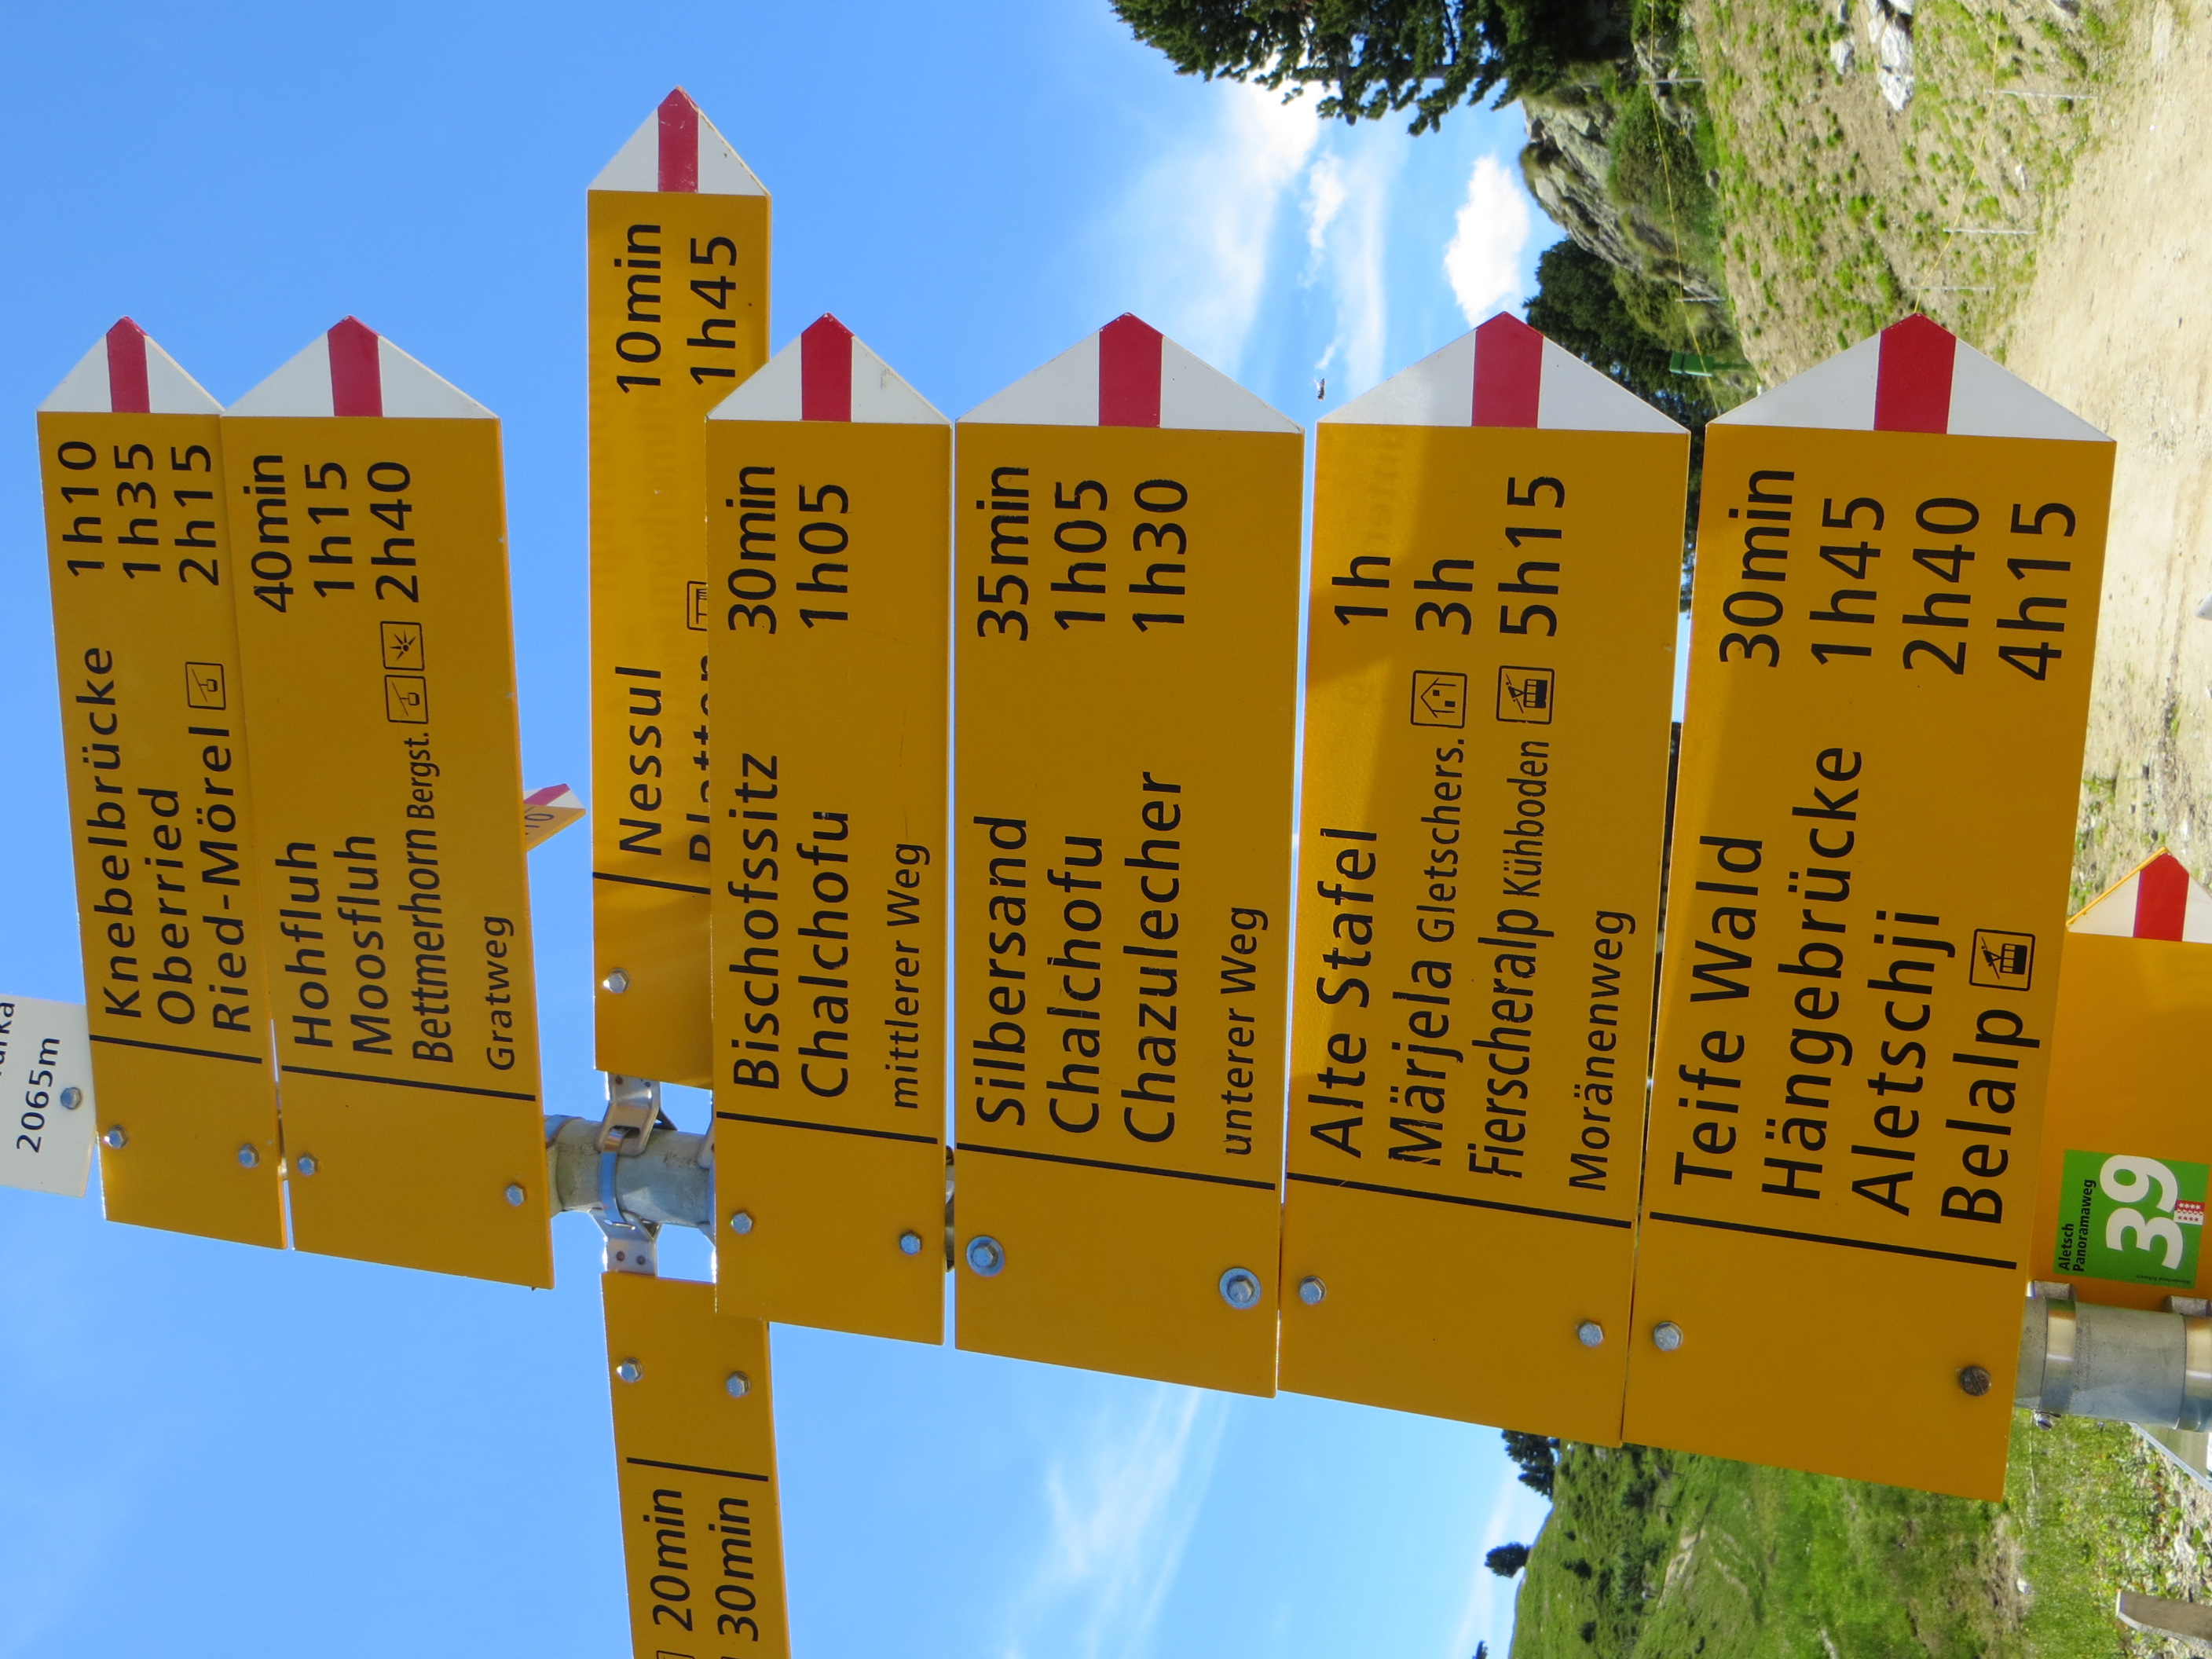 2065m
Knebelbrücke 1h10
Oberried 1h35
Ried-Mörel 2h15
Hohfluh 40min
Moosfluh 1h15
Bettmerhorn Bergst. 2h40
Gratweg
20min
30min
Nessul 10min
Platten 1h45
Bischofssitz 30min
Chalchofu 1h05
mittlerer Weg
Silbersand 35min
Chalchofu 1h05
Chazulecher 1h30
unterer Weg
Alte Stafel 1h
Märjela Gletschers. 3h
Fierscheralp Kühboden 5h15
Moränenweg
Teife Wald 30min
Hängebrücke 1h45
Aletschji 2h40
Belalp 4h15
Aletsch
Panoramaweg
39